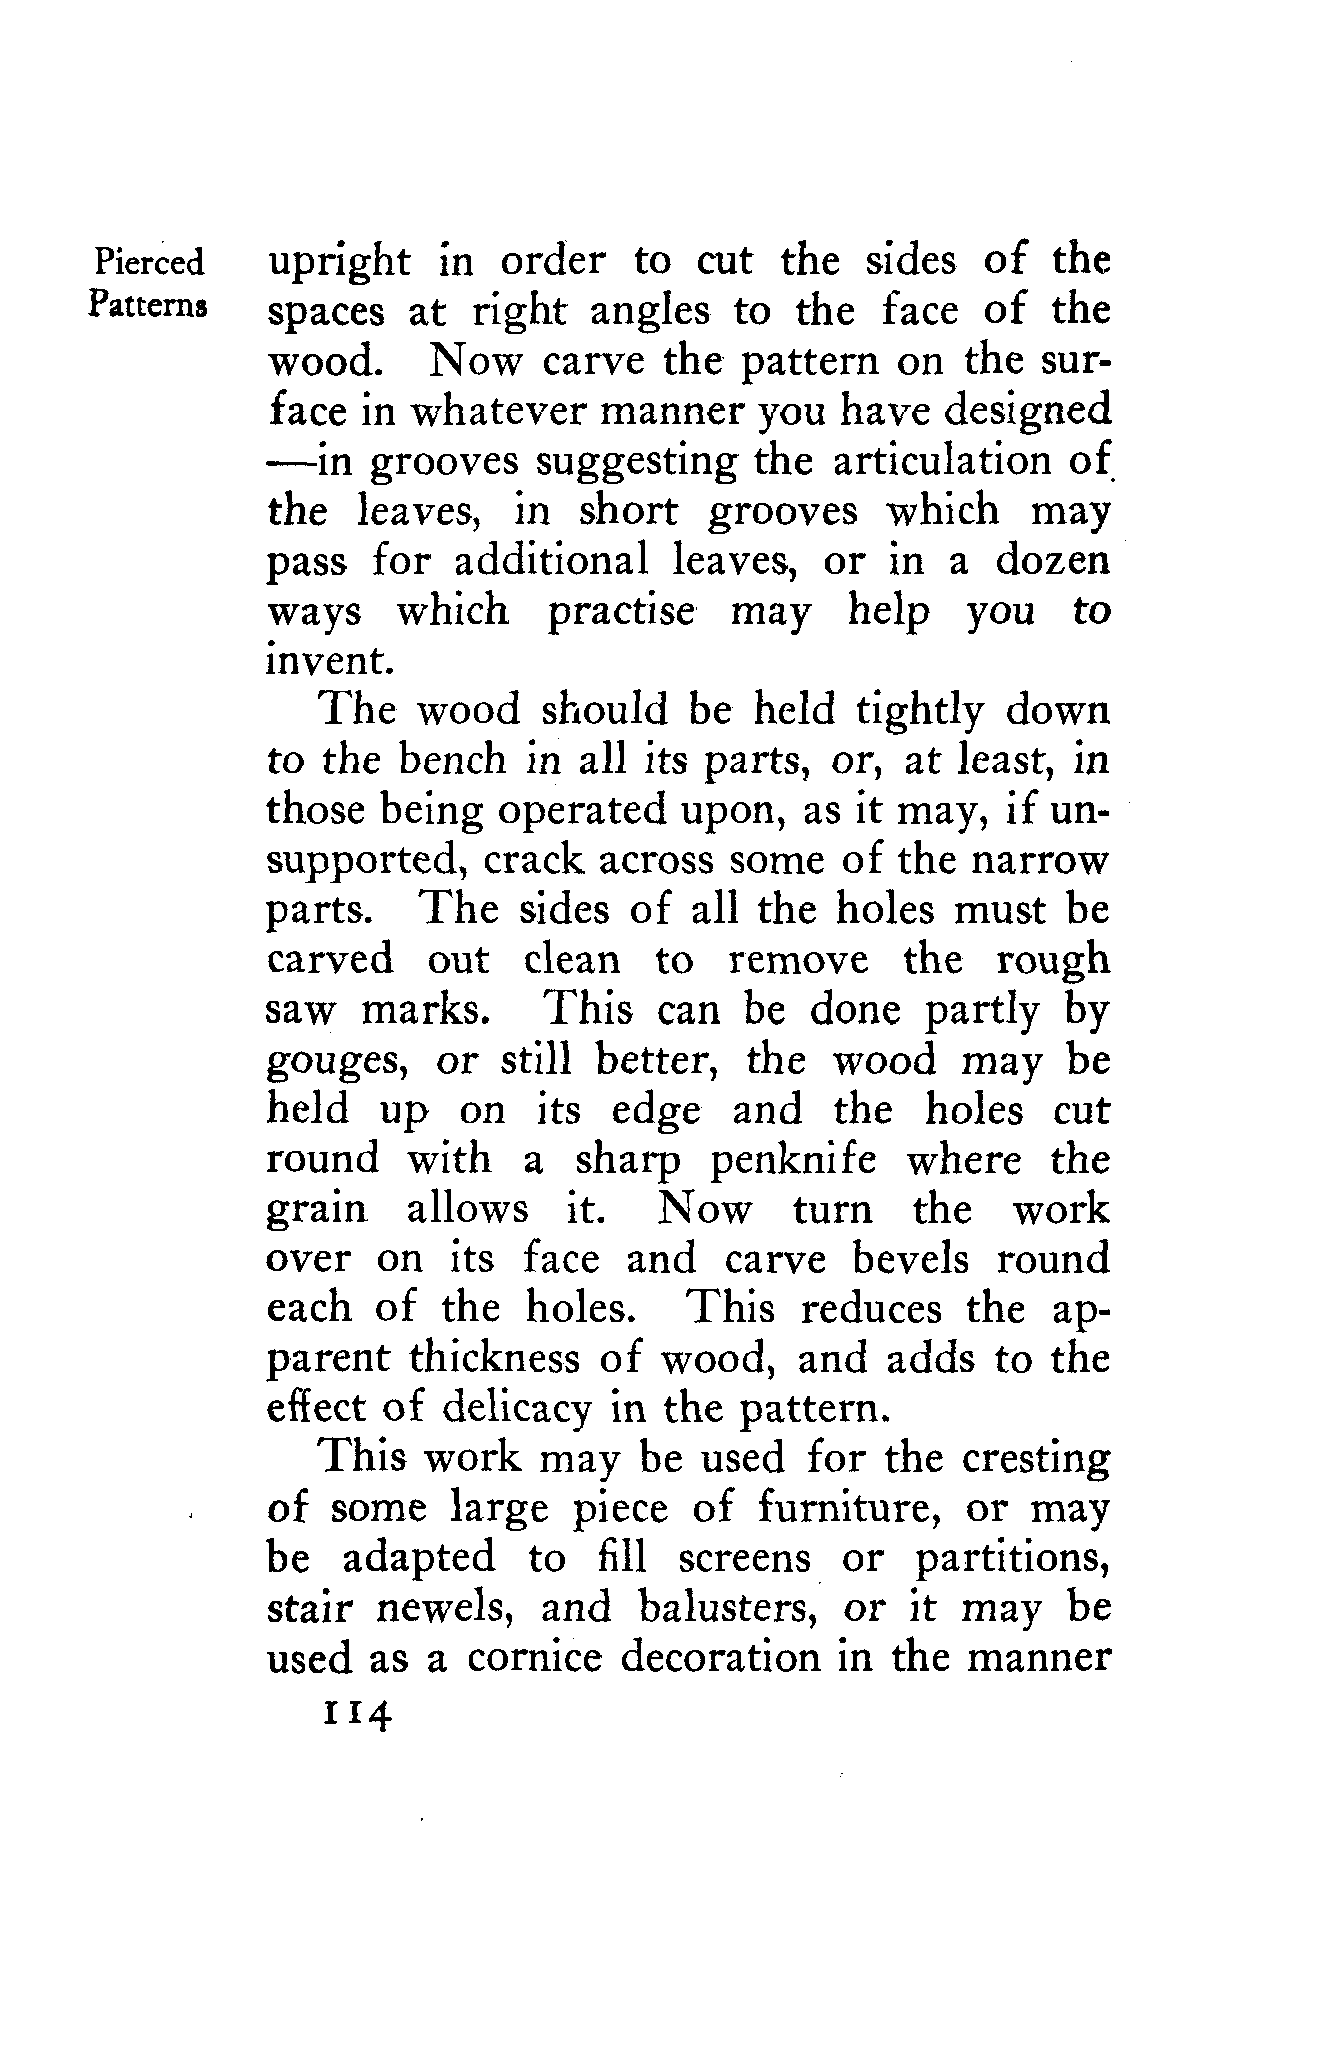 Pierced
Patterns
upright in order to cut the sides of the
spaces at right angles to the face of the
wood. Now carve the pattern on the sur-
face in whatever manner you have designed
—in grooves suggesting the articulation of
the leaves, in short grooves which may
pass for additional leaves, or in a dozen
ways which practise may help you to
invent.
The wood should be held tightly down
to the bench in all its parts, or, at least, in
those being operated upon, as it may, if un-
supported, crack across some of the narrow
parts. The sides of all the holes must be
carved out clean to remove the rough
saw marks. This can be done partly by
gouges, or still better, the wood may be
held up on its edge and the holes cut
round with a sharp penknife where the
grain allows it. Now turn the work
over on its face and carve bevels round
each of the holes. This reduces the ap-
parent thickness of wood, and adds to the
effect of delicacy in the pattern.
This work may be used for the cresting
of some large piece of furniture, or may
be adapted to fill screens or partitions,
stair newels, and balusters, or it may be
used as a cornice decoration in the manner
114